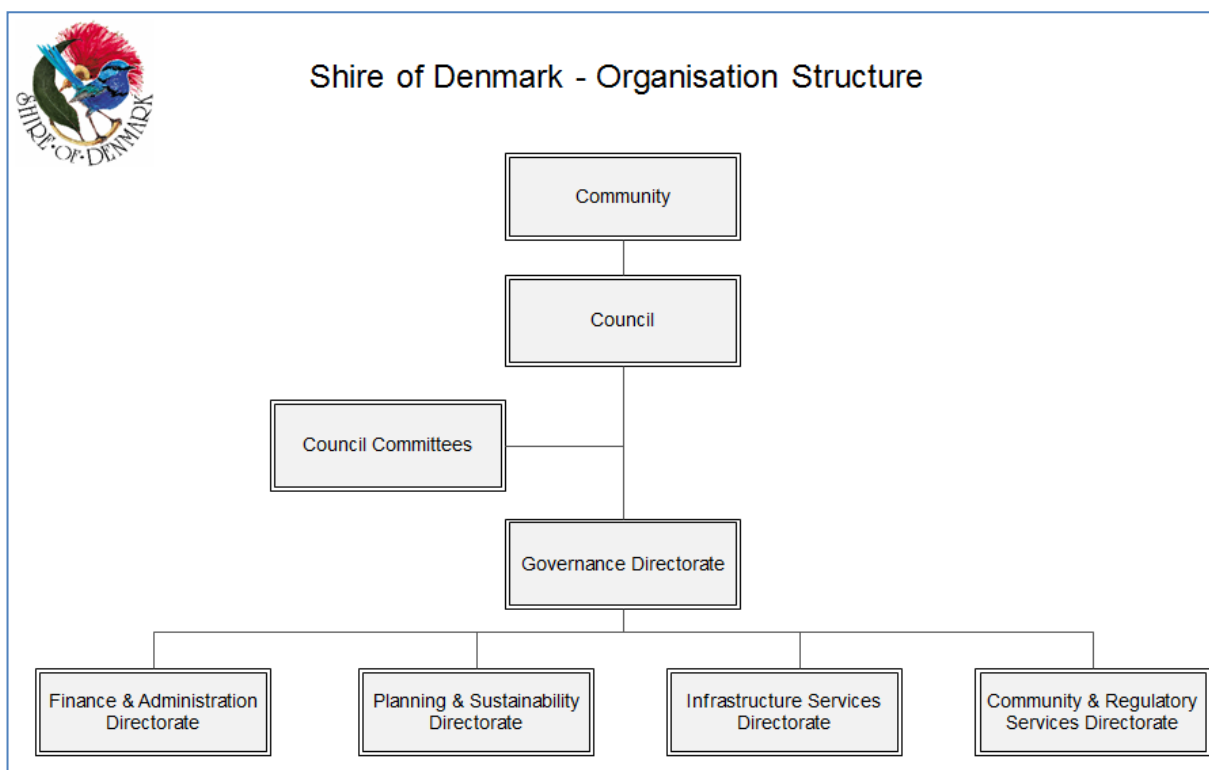 SHIRE·OF·DENMARK
Shire of Denmark - Organisation Structure
Community
Council
Council Committees
Governance Directorate
Finance & Administration
Directorate
Planning & Sustainability
Directorate
Infrastructure Services
Directorate
Community & Regulatory
Services Directorate